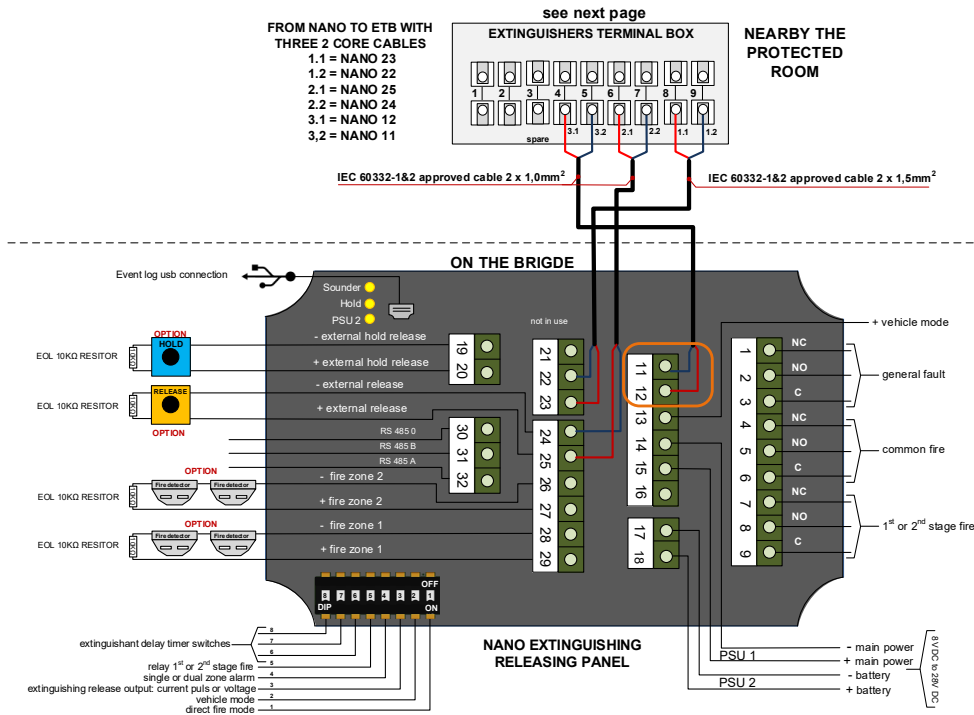 see next page
FROM NANO TO ETB WITH
THREE 2 CORE CABLES
1.1 = NANO 23
1.2 = NANO 22
2.1 = NANO 25
2.2 = NANO 24
3.1 = NANO 12
3,2 = NANO 11
EXTINGUISHERS TERMINAL BOX
1 2 3 4 5 6 7 8 9
spare
3.1 3.2 2.1 2.2 1.1 1.2
NEARBY THE
PROTECTED
ROOM
IEC 60332-1&2 approved cable 2 x 1,0mm²
IEC 60332-1&2 approved cable 2 x 1,5mm²
ON THE BRIGDE
Event log usb connection
Sounder
Hold
PSU 2
OPTION
HOLD
EOL 10KΩ RESITOR
10KΩ
- external hold release
+ external hold release
19
20
RELEASE
EOL 10KΩ RESITOR
10KΩ
OPTION
- external release
+ external release
RS 485 0
RS 485 B
RS 485 A
30
31
32
OPTION
Fire detector
Fire detector
EOL 10KΩ RESITOR
10KΩ
- fire zone 2
+ fire zone 2
OPTION
Fire detector
Fire detector
EOL 10KΩ RESITOR
10KΩ
- fire zone 1
+ fire zone 1
not in use
21
22
23
24
25
26
27
28
29
11
12
13
14
15
16
17
18
+ vehicle mode
1
2
3
4
5
6
7
8
9
NC
NO
C
NC
NO
C
NC
NO
C
general fault
common fire
1st or 2nd stage fire
OFF
8 7 6 5 4 3 2 1
DIP
ON
8
extinguishant delay timer switches
7
6
relay 1st or 2nd stage fire
5
single or dual zone alarm
4
extinguishing release output: current puls or voltage
3
vehicle mode
2
direct fire mode
1
NANO EXTINGUISHING
RELEASING PANEL
PSU 1
PSU 2
- main power
+ main power
- battery
+ battery
8 V DC to 28V DC